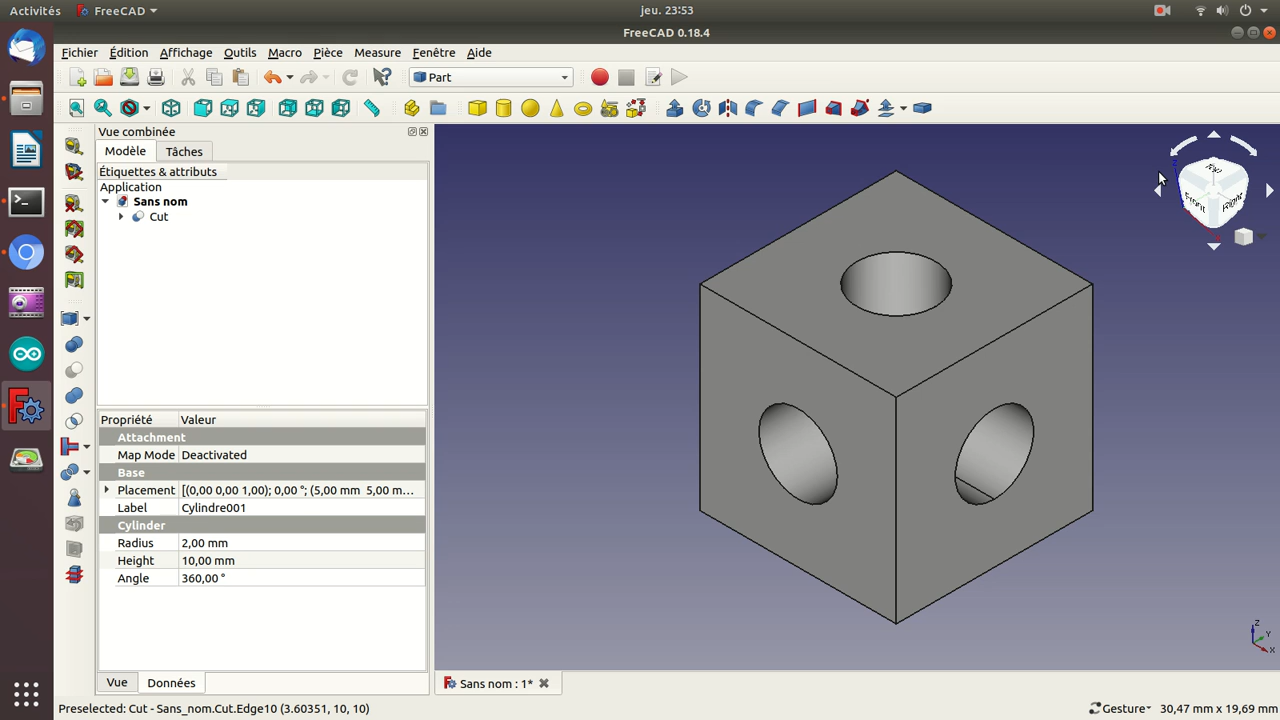 Activités FreeCAD jeu. 23:53
FreeCAD 0.18.4
Fichier Édition Affichage Outils Macro Pièce Measure Fenêtre Aide
Part
Vue combinée
Modèle Tâches
Étiquettes & attributs
Application
Sans nom
Cut
Propriété Valeur
Attachment
Map Mode Deactivated
Base
Placement [(0,00 0,00 1,00); 0,00 °; (5,00 mm 5,00 m...
Label Cylindre001
Cylinder
Radius 2,00 mm
Height 10,00 mm
Angle 360,00 °
Vue Données
Top
Front Right
Z
Y
X
Sans nom : 1*
Preselected: Cut - Sans_nom.Cut.Edge10 (3.60351, 10, 10) Gesture 30,47 mm x 19,69 mm